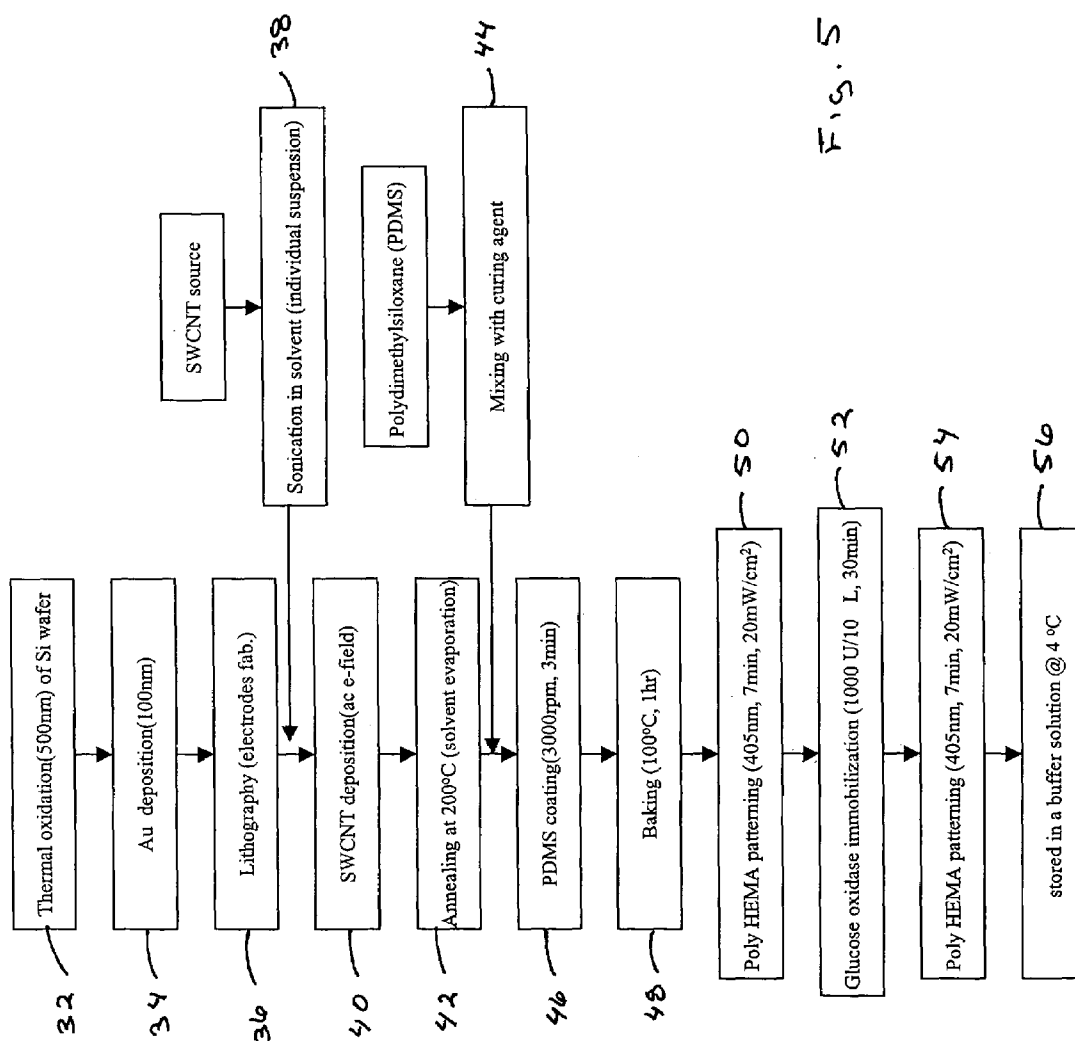 32
Thermal oxidation(500nm) of Si wafer
34
Au deposition(100nm)
36
Lithography (electrodes fab.)
SWCNT source
Sonication in solvent (individual suspension)
38
40
SWCNT deposition(ac e-field)
42
Annealing at 200°C (solvent evaporation)
Polydimethylsiloxane (PDMS)
Mixing with curing agent
44
46
PDMS coating(3000rpm, 3min)
48
Baking (100°C, 1hr)
Poly HEMA patterning (405nm, 7min, 20mW/cm²)
50
Glucose oxidase immobilization (1000 U/10 L, 30min)
52
Poly HEMA patterning (405nm, 7min, 20mW/cm²)
54
stored in a buffer solution @ 4 °C
56
Fig. 5